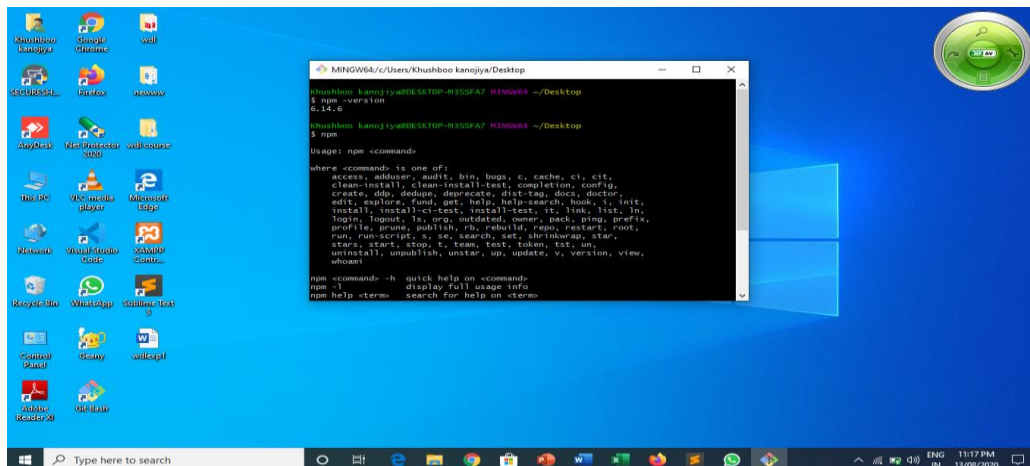 Khushboo kanojiya
Google Chrome
wdl
SECURESH...
Firefox
newww
AnyDesk
Net Protector 2020
wdl course
This PC
VLC media player
Microsoft Edge
Network
Visual Studio Code
XAMPP Contr...
Recycle Bin
WhatsApp
Sublime Text 3
Control Panel
Geany
wdlexp1
Adobe Reader XI
Git Bash
MINGW64:/c/Users/Khushboo kanojiya/Desktop
Khushboo kanojiya@DESKTOP-M3SSFA7 MINGW64 ~/Desktop
$ npm -version
6.14.6
Khushboo kanojiya@DESKTOP-M3SSFA7 MINGW64 ~/Desktop
$ npm
Usage: npm <command>
where <command> is one of:
access, adduser, audit, bin, bugs, c, cache, ci, cit,
clean-install, clean-install-test, completion, config,
create, ddp, dedupe, deprecate, dist-tag, docs, doctor,
edit, explore, fund, get, help, help-search, hook, i, init,
install, install-ci-test, install-test, it, link, list, ln,
login, logout, ls, org, outdated, owner, pack, ping, prefix,
profile, prune, publish, rb, rebuild, repo, restart, root,
run, run-script, s, se, search, set, shrinkwrap, star,
stars, start, stop, t, team, test, token, tst, un,
uninstall, unpublish, unstar, up, update, v, version, view,
whoami
npm <command> -h quick help on <command>
npm -l display full usage info
npm help <term> search for help on <term>
Type here to search
ENG
11:17 PM
IN
13/08/2020